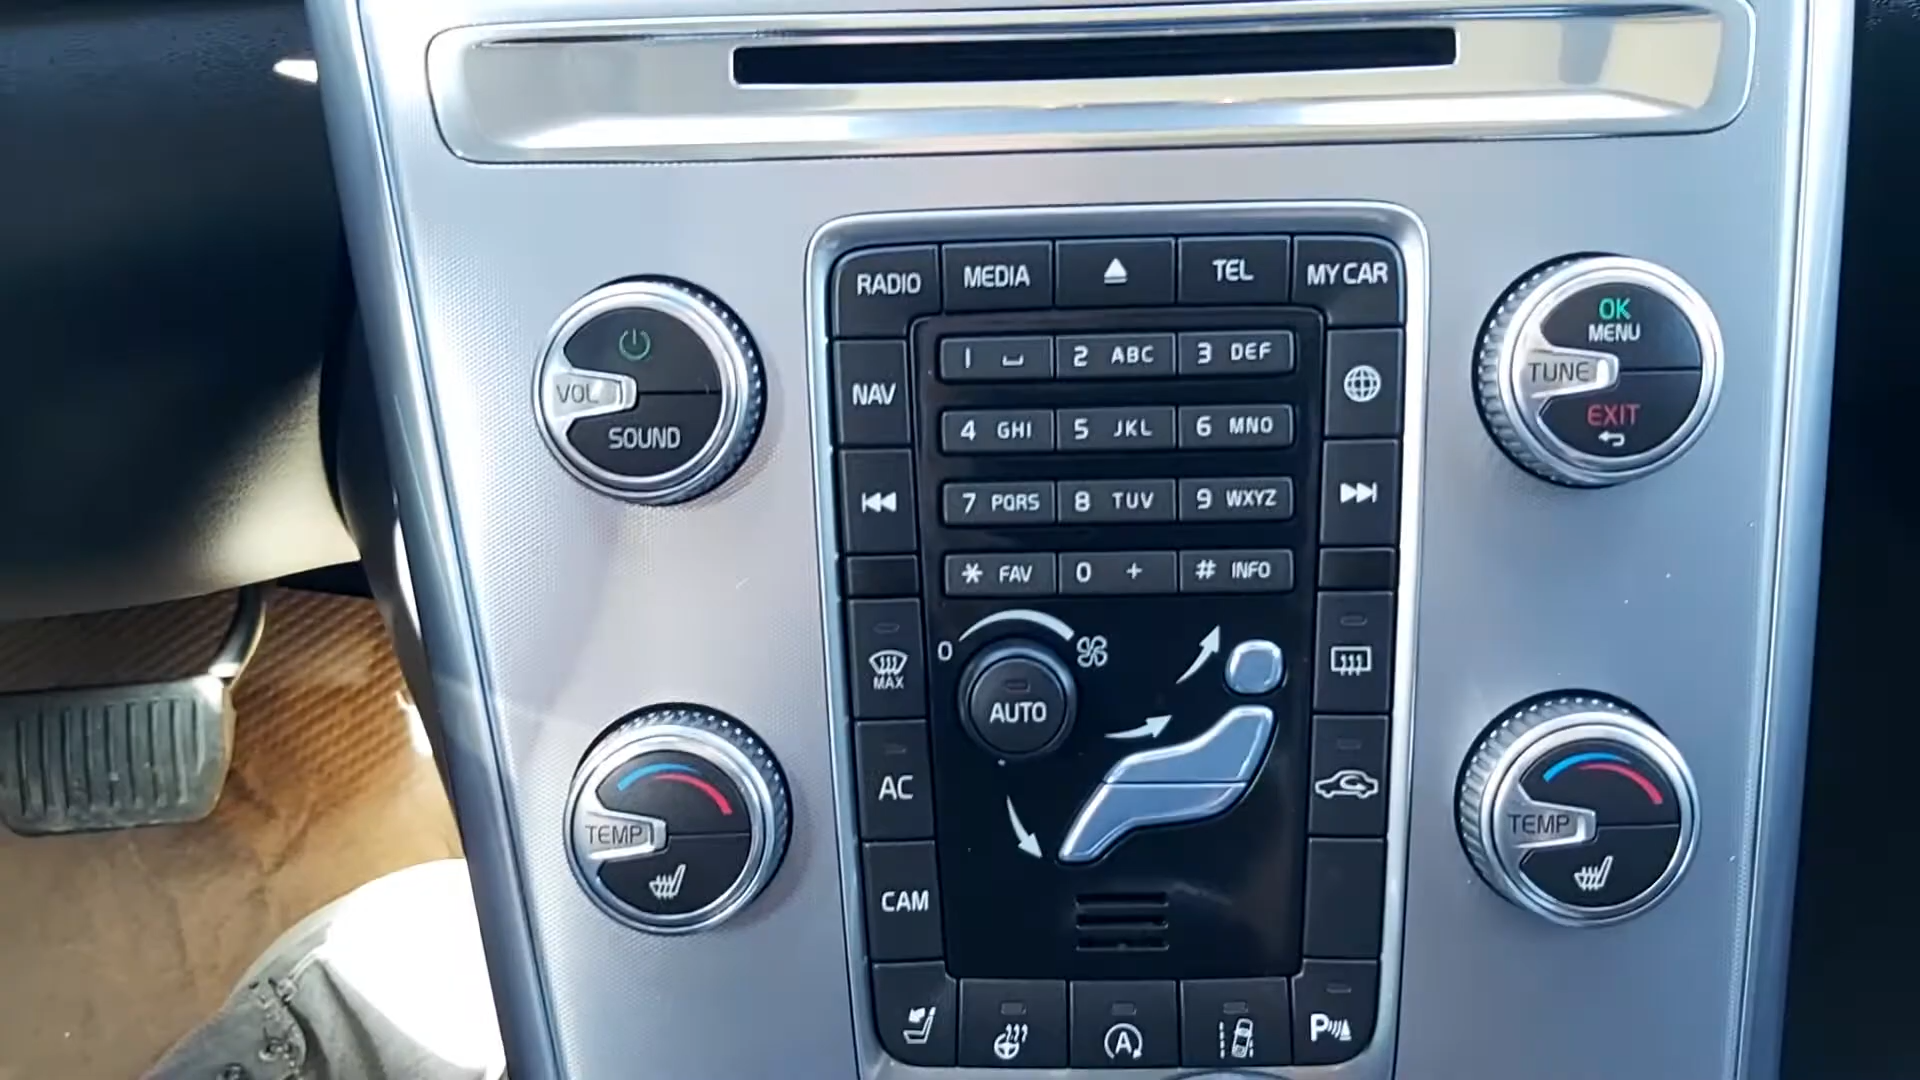 RADIO
MEDIA
TEL
MY CAR
VOL
SOUND
NAV
1
2 ABC
3 DEF
4 GHI
5 JKL
6 MNO
7 PQRS
8 TUV
9 WXYZ
* FAV
0 +
# INFO
OK
MENU
TUNE
EXIT
MAX
0
AUTO
AC
CAM
TEMP
TEMP
A
P